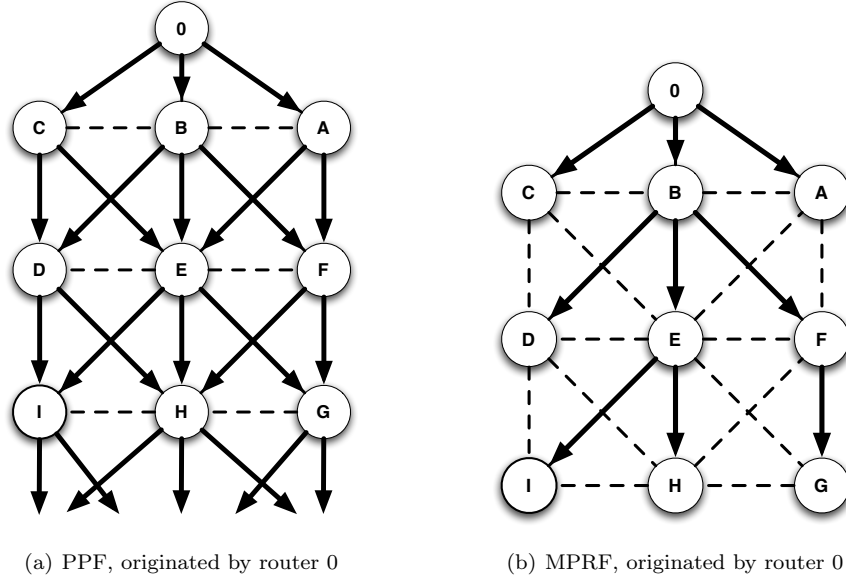 0
C B A
D E F
I H G
(a) PPF, originated by router 0
0
C B A
D E F
I H G
(b) MPRF, originated by router 0